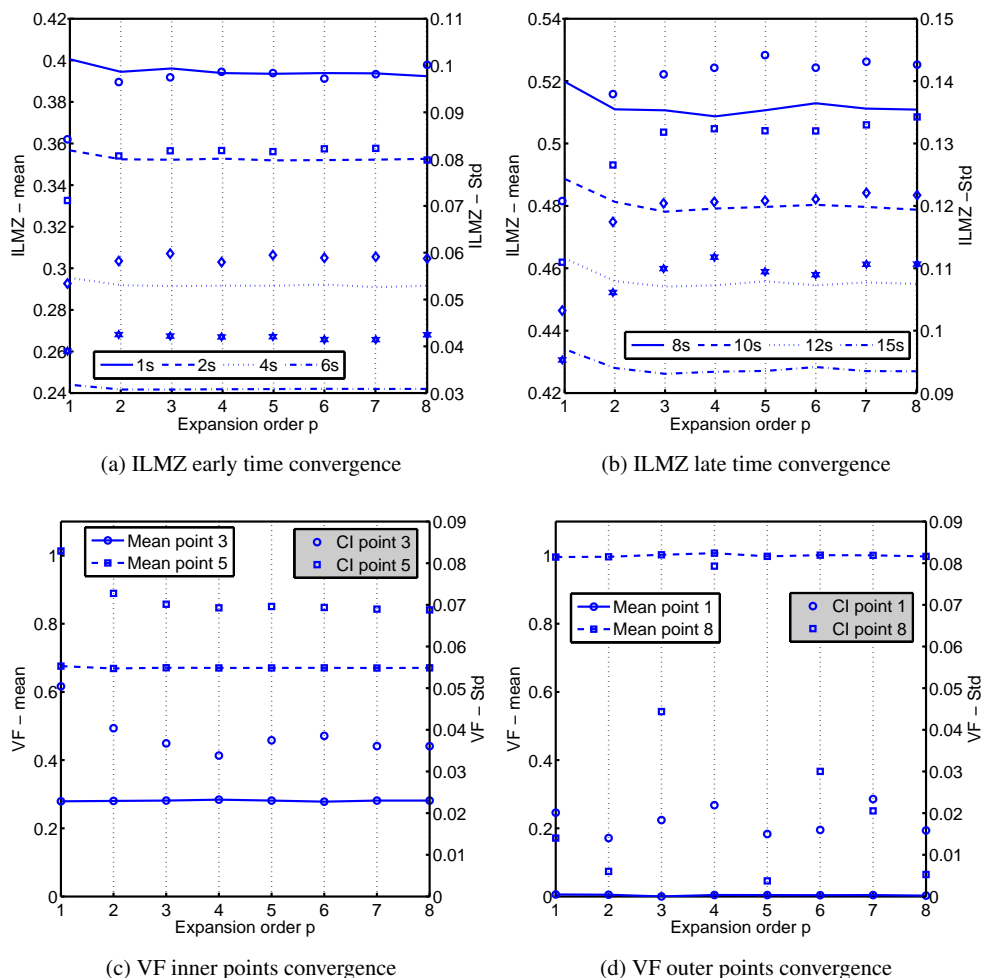 0.42
0.4
0.38
0.36
0.34
0.32
0.3
0.28
0.26
0.24
ILMZ – mean
0.11
0.1
0.09
0.08
0.07
0.06
0.05
0.04
0.03
ILMZ –Std
1s 2s 4s 6s
1 2 3 4 5 6 7 8
Expansion order p
(a) ILMZ early time convergence
0.54
0.52
0.5
0.48
0.46
0.44
0.42
ILMZ – mean
0.15
0.14
0.13
0.12
0.11
0.1
0.09
ILMZ –Std
8s 10s 12s 15s
1 2 3 4 5 6 7 8
Expansion order p
(b) ILMZ late time convergence
1
0.8
0.6
0.4
0.2
0
VF – mean
0.09
0.08
0.07
0.06
0.05
0.04
0.03
0.02
0.01
0
VF – Std
Mean point 3
Mean point 5
CI point 3
CI point 5
1 2 3 4 5 6 7 8
Expansion order p
(c) VF inner points convergence
1
0.8
0.6
0.4
0.2
0
VF – mean
0.09
0.08
0.07
0.06
0.05
0.04
0.03
0.02
0.01
0
VF – Std
Mean point 1
Mean point 8
CI point 1
CI point 8
1 2 3 4 5 6 7 8
Expansion order p
(d) VF outer points convergence